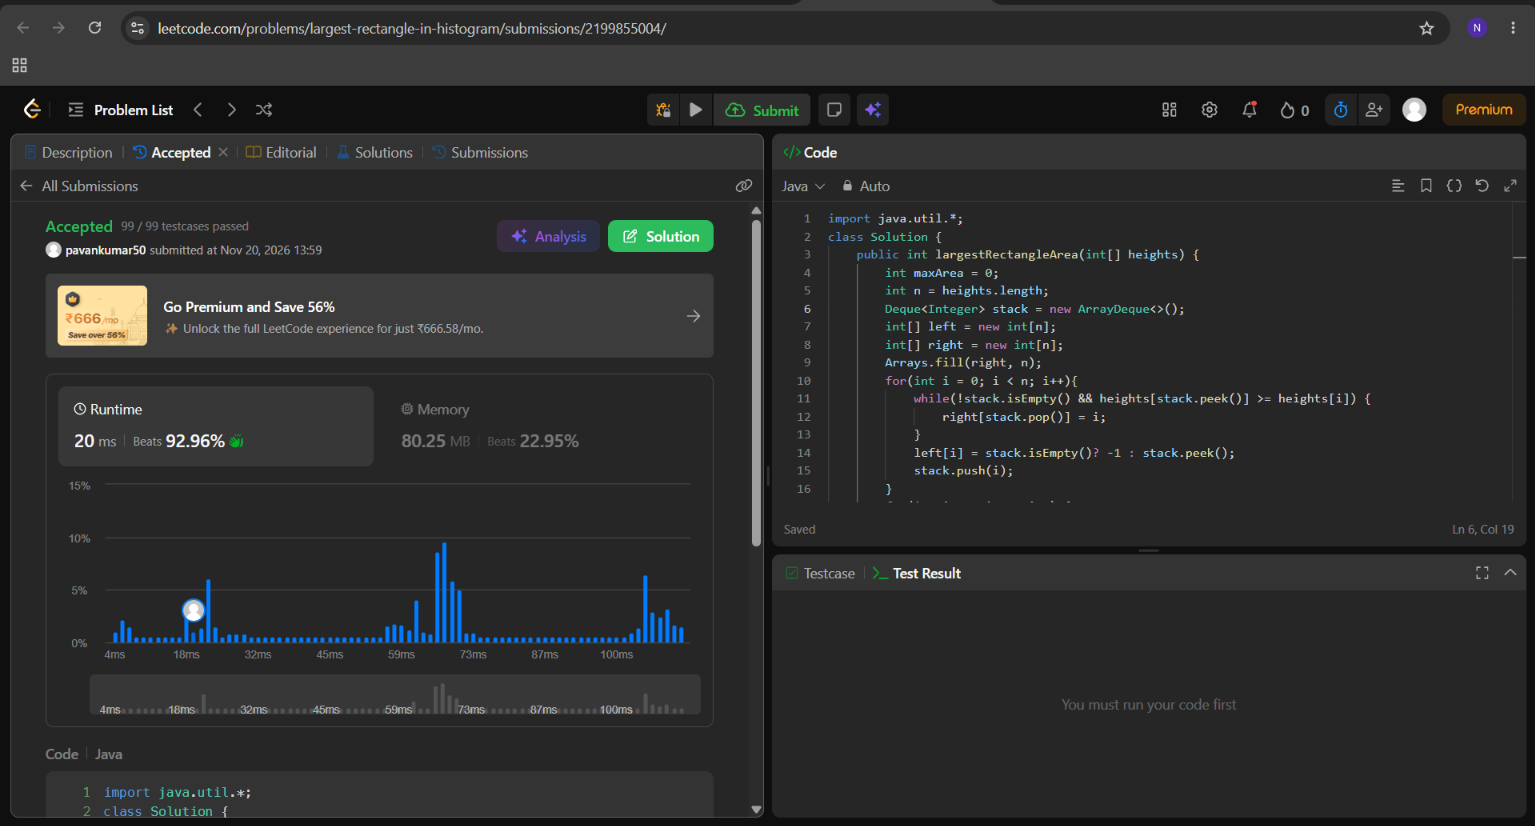 leetcode.com/problems/largest-rectangle-in-histogram/submissions/2199855004/
N
Problem List
Submit
0
Premium
Description
Accepted
Editorial
Solutions
Submissions
All Submissions
Accepted 99 / 99 testcases passed
pavankumar50 submitted at Nov 20, 2026 13:59
Analysis
Solution
₹666 /mo
Save over 56%
Go Premium and Save 56%
Unlock the full LeetCode experience for just ₹666.58/mo.
Runtime
20 ms Beats 92.96%
Memory
80.25 MB Beats 22.95%
15%
10%
5%
0%
4ms 18ms 32ms 45ms 59ms 73ms 87ms 100ms
4ms 18ms 32ms 45ms 59ms 73ms 87ms 100ms
Code Java
1 import java.util.*;
2 class Solution {
</> Code
Java Auto
1 import java.util.*;
2 class Solution {
3 public int largestRectangleArea(int[] heights) {
4 int maxArea = 0;
5 int n = heights.length;
6 Deque<Integer> stack = new ArrayDeque<>();
7 int[] left = new int[n];
8 int[] right = new int[n];
9 Arrays.fill(right, n);
10 for(int i = 0; i < n; i++){
11 while(!stack.isEmpty() && heights[stack.peek()] >= heights[i]) {
12 right[stack.pop()] = i;
13 }
14 left[i] = stack.isEmpty()? -1 : stack.peek();
15 stack.push(i);
16 }
Saved
Ln 6, Col 19
Testcase
Test Result
You must run your code first